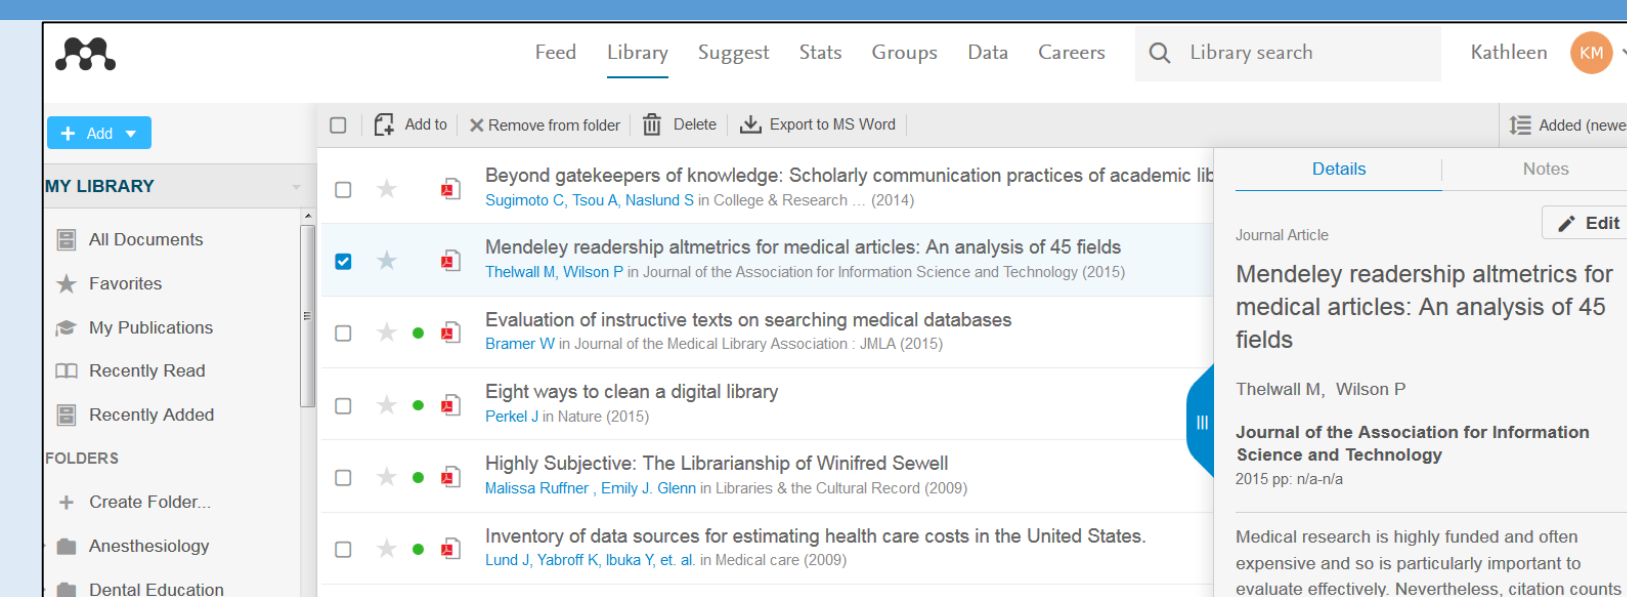 Feed Library Suggest Stats Groups Data Careers Library search Kathleen KM
Add
Add to Remove from folder Delete Export to MS Word Added (newe
MY LIBRARY
All Documents
Favorites
My Publications
Recently Read
Recently Added
FOLDERS
Create Folder...
Anesthesiology
Dental Education
Beyond gatekeepers of knowledge: Scholarly communication practices of academic lib
Sugimoto C, Tsou A, Naslund S in College & Research ... (2014)
Mendeley readership altmetrics for medical articles: An analysis of 45 fields
Thelwall M, Wilson P in Journal of the Association for Information Science and Technology (2015)
Evaluation of instructive texts on searching medical databases
Bramer W in Journal of the Medical Library Association : JMLA (2015)
Eight ways to clean a digital library
Perkel J in Nature (2015)
Highly Subjective: The Librarianship of Winifred Sewell
Malissa Ruffner , Emily J. Glenn in Libraries & the Cultural Record (2009)
Inventory of data sources for estimating health care costs in the United States.
Lund J, Yabroff K, Ibuka Y, et. al. in Medical care (2009)
Details Notes
Edit
Journal Article
Mendeley readership altmetrics for
medical articles: An analysis of 45
fields
Thelwall M, Wilson P
Journal of the Association for Information
Science and Technology
2015 pp: n/a-n/a
Medical research is highly funded and often
expensive and so is particularly important to
evaluate effectively. Nevertheless, citation counts